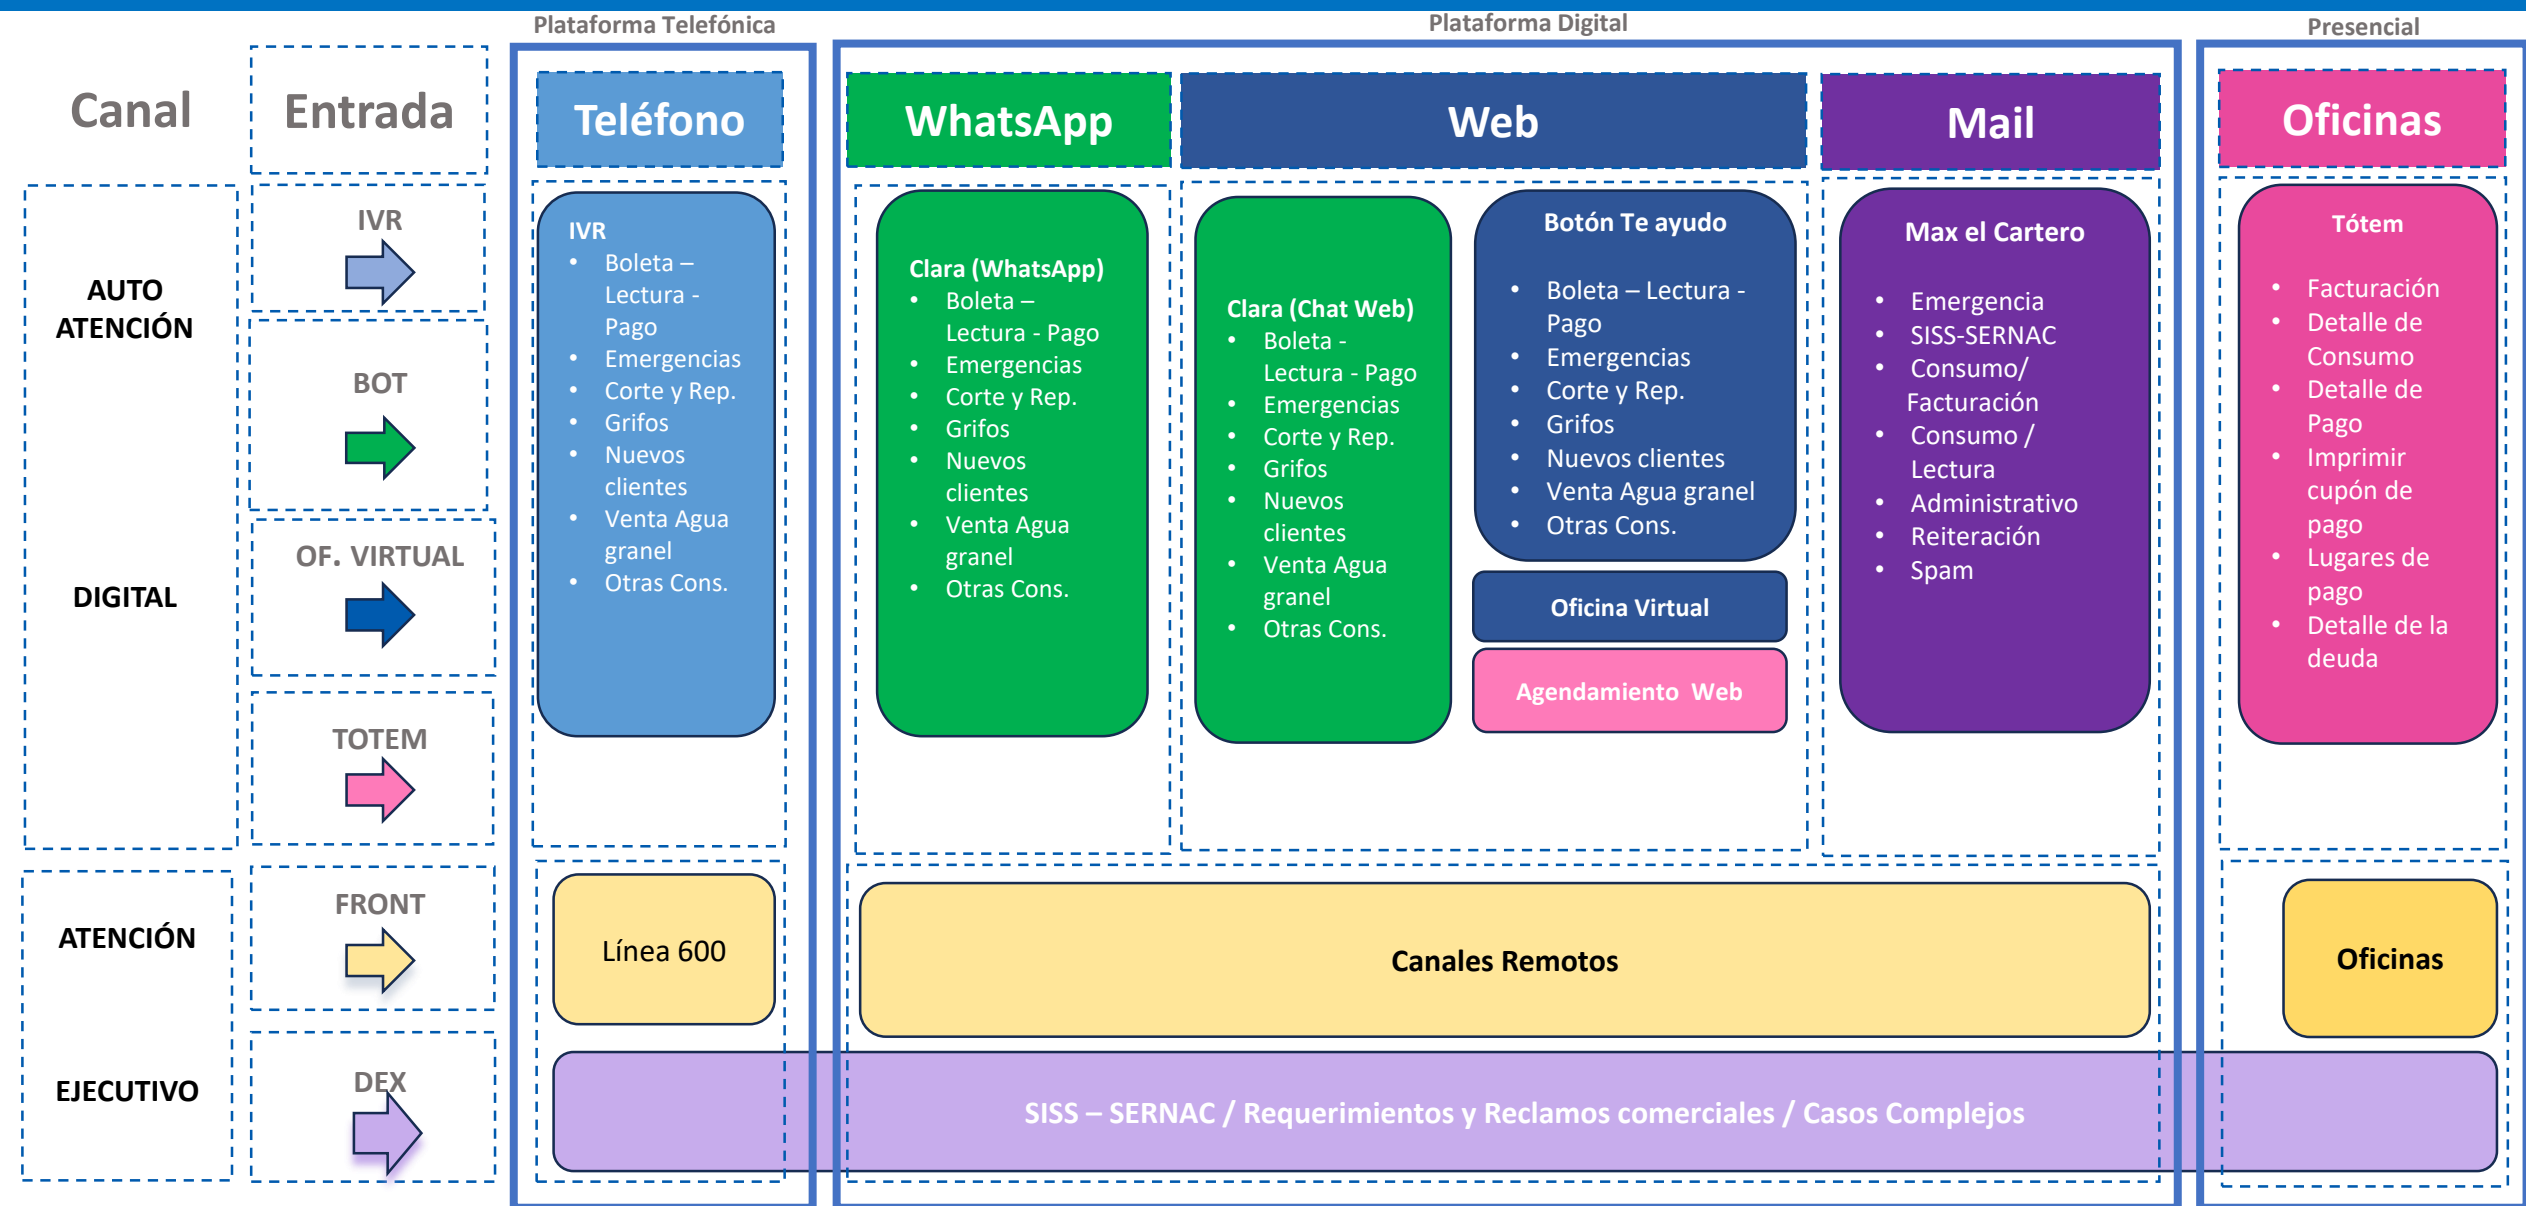 Plataforma Telefónica
Plataforma Digital
Presencial
Canal
Entrada
Teléfono
WhatsApp
Web
Mail
Oficinas
AUTO
ATENCIÓN
DIGITAL
IVR
BOT
OF. VIRTUAL
TOTEM
IVR
• Boleta –
Lectura -
Pago
• Emergencias
• Corte y Rep.
• Grifos
• Nuevos
clientes
• Venta Agua
granel
• Otras Cons.
Clara (WhatsApp)
• Boleta –
Lectura - Pago
• Emergencias
• Corte y Rep.
• Grifos
• Nuevos
clientes
• Venta Agua
granel
• Otras Cons.
Clara (Chat Web)
• Boleta -
Lectura - Pago
• Emergencias
• Corte y Rep.
• Grifos
• Nuevos
clientes
• Venta Agua
granel
• Otras Cons.
Botón Te ayudo
• Boleta – Lectura -
Pago
• Emergencias
• Corte y Rep.
• Grifos
• Nuevos clientes
• Venta Agua granel
• Otras Cons.
Oficina Virtual
Agendamiento Web
Max el Cartero
• Emergencia
• SISS-SERNAC
• Consumo/
Facturación
• Consumo /
Lectura
• Administrativo
• Reiteración
• Spam
Tótem
• Facturación
• Detalle de
Consumo
• Detalle de
Pago
• Imprimir
cupón de
pago
• Lugares de
pago
• Detalle de la
deuda
ATENCIÓN
EJECUTIVO
FRONT
DEX
Línea 600
Canales Remotos
Oficinas
SISS – SERNAC / Requerimientos y Reclamos comerciales / Casos Complejos